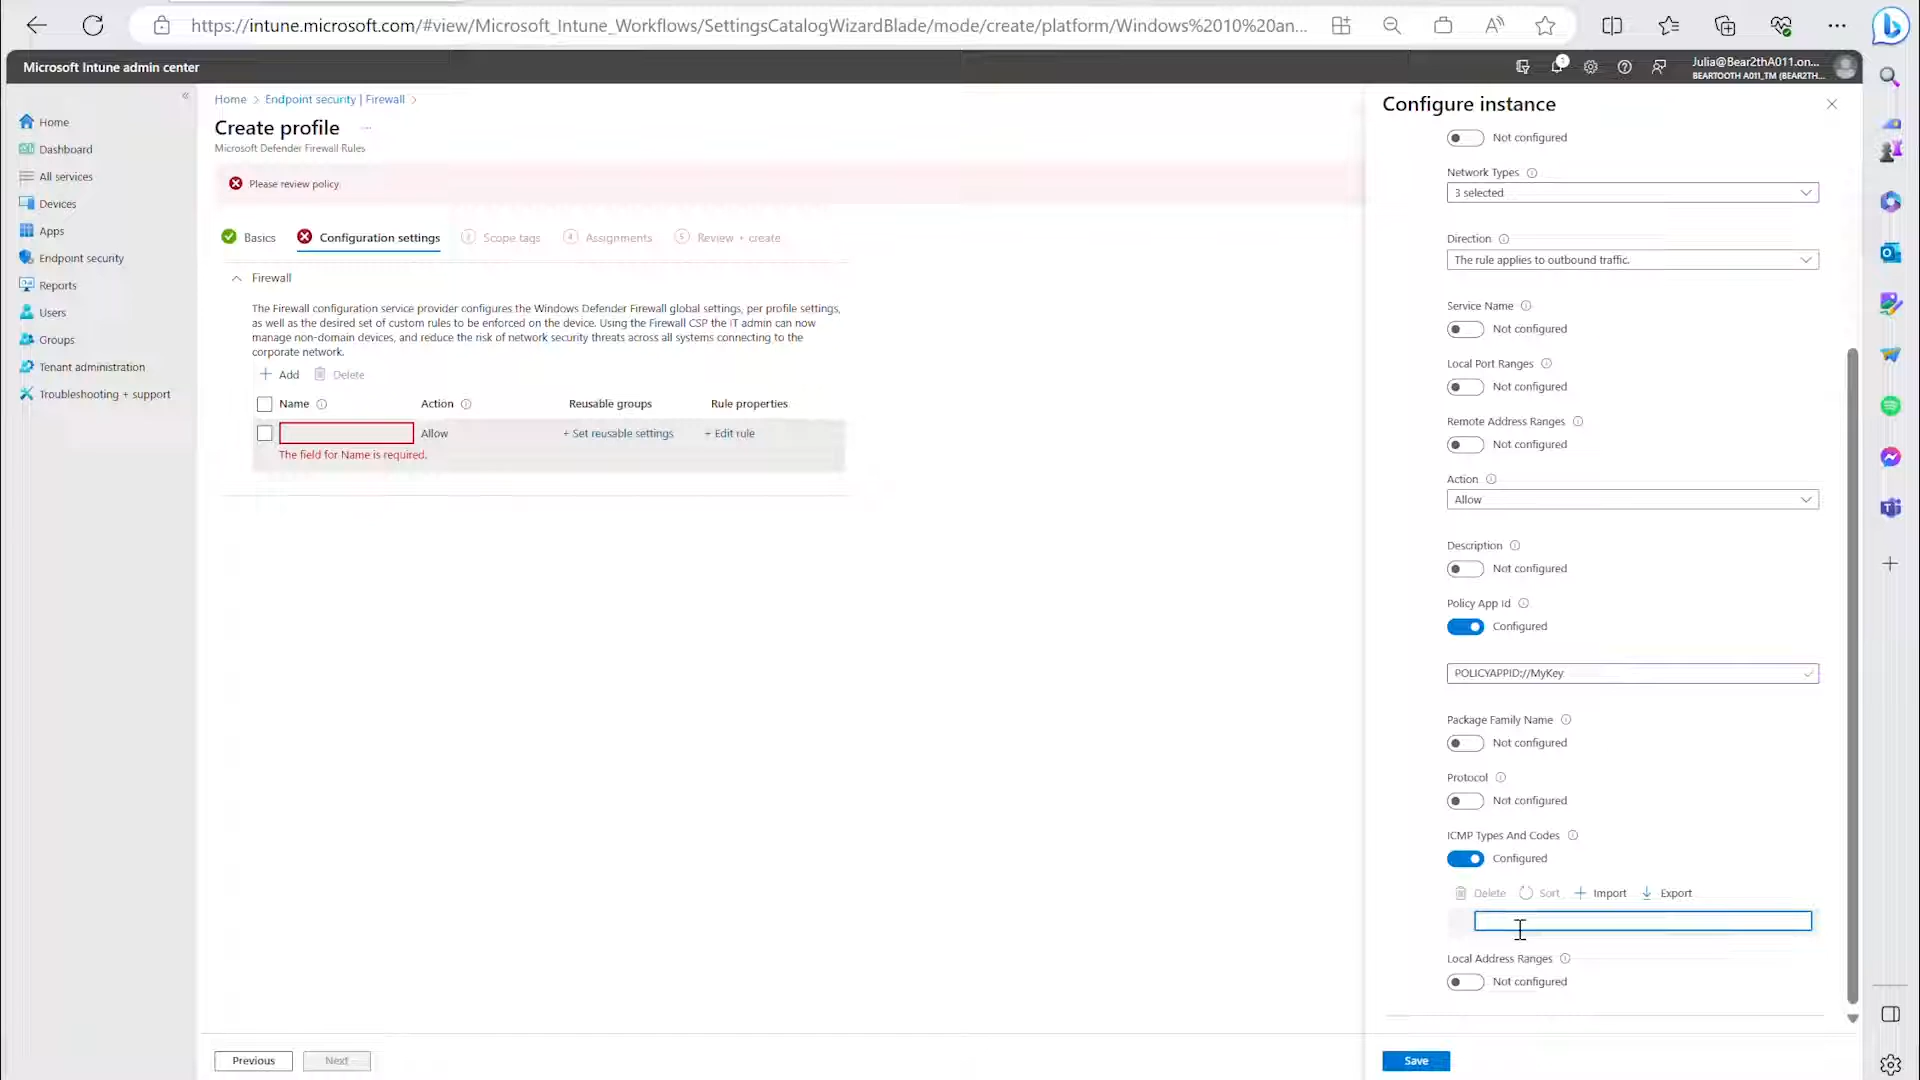 https://intune.microsoft.com/#view/Microsoft_Intune_Workflows/SettingsCatalogWizardBlade/mode/create/platform/Windows%2010%20an...
Microsoft Intune admin center
1
Julia@Bear2thA011.on...
BEARTOOTH A011_TM (BEAR2TH...
Home
Dashboard
All services
Devices
Apps
Endpoint security
Reports
Users
Groups
Tenant administration
Troubleshooting + support
Home > Endpoint security | Firewall >
Create profile ...
Microsoft Defender Firewall Rules
Please review policy
Basics
Configuration settings
3 Scope tags
4 Assignments
5 Review + create
Firewall
The Firewall configuration service provider configures the Windows Defender Firewall global settings, per profile settings,
as well as the desired set of custom rules to be enforced on the device. Using the Firewall CSP the IT admin can now
manage non-domain devices, and reduce the risk of network security threats across all systems connecting to the
corporate network.
+ Add Delete
Name Action Reusable groups Rule properties
Allow + Set reusable settings + Edit rule
The field for Name is required.
Previous Next
Configure instance
Not configured
Network Types
3 selected
Direction
The rule applies to outbound traffic.
Service Name
Not configured
Local Port Ranges
Not configured
Remote Address Ranges
Not configured
Action
Allow
Description
Not configured
Policy App Id
Configured
POLICYAPPID://MyKey
Package Family Name
Not configured
Protocol
Not configured
ICMP Types And Codes
Configured
Delete Sort + Import Export
Local Address Ranges
Not configured
Save